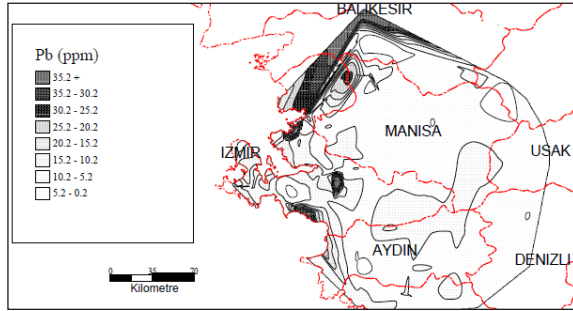 BALIKESIR
Pb (ppm)
35.2 +
35.2 - 30.2
30.2 - 25.2
25.2 - 20.2
20.2 - 15.2
15.2 - 10.2
10.2 - 5.2
5.2 - 0.2
MANISA
IZMIR
USAK
AYDIN
DENIZLI
0 35 70
Kilometre